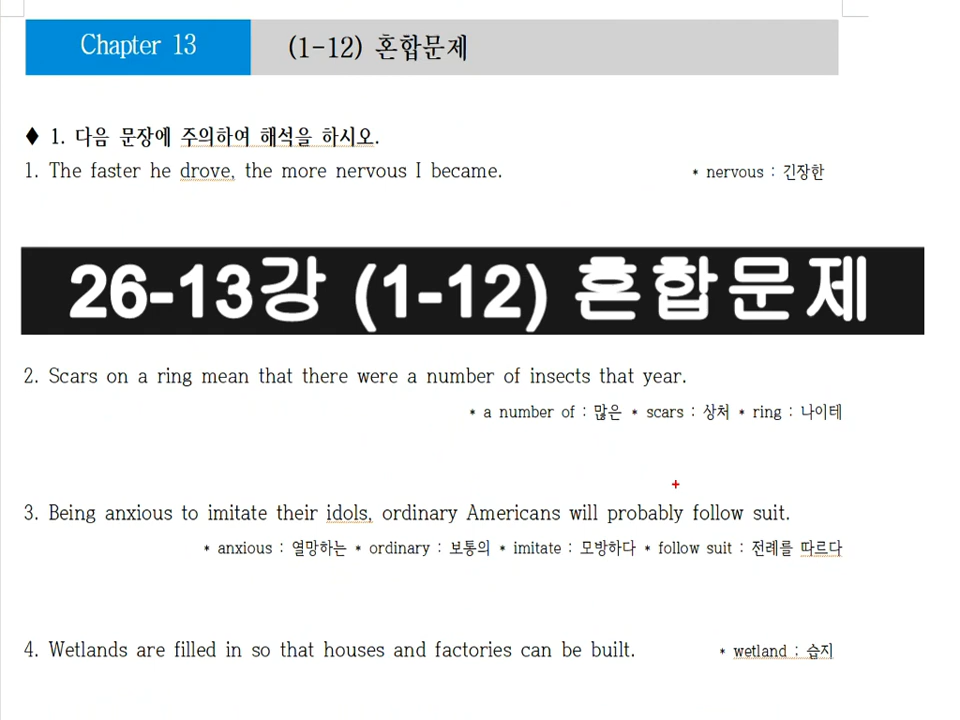 Chapter 13 (1-12) 혼합문제
◆ 1. 다음 문장에 주의하여 해석을 하시오.
1. The faster he drove, the more nervous I became. * nervous : 긴장한
26-13강 (1-12) 혼합문제
2. Scars on a ring mean that there were a number of insects that year.
* a number of : 많은 * scars : 상처 * ring : 나이테
3. Being anxious to imitate their idols, ordinary Americans will probably follow suit.
* anxious : 열망하는 * ordinary : 보통의 * imitate : 모방하다 * follow suit : 전례를 따르다
4. Wetlands are filled in so that houses and factories can be built. * wetland : 습지